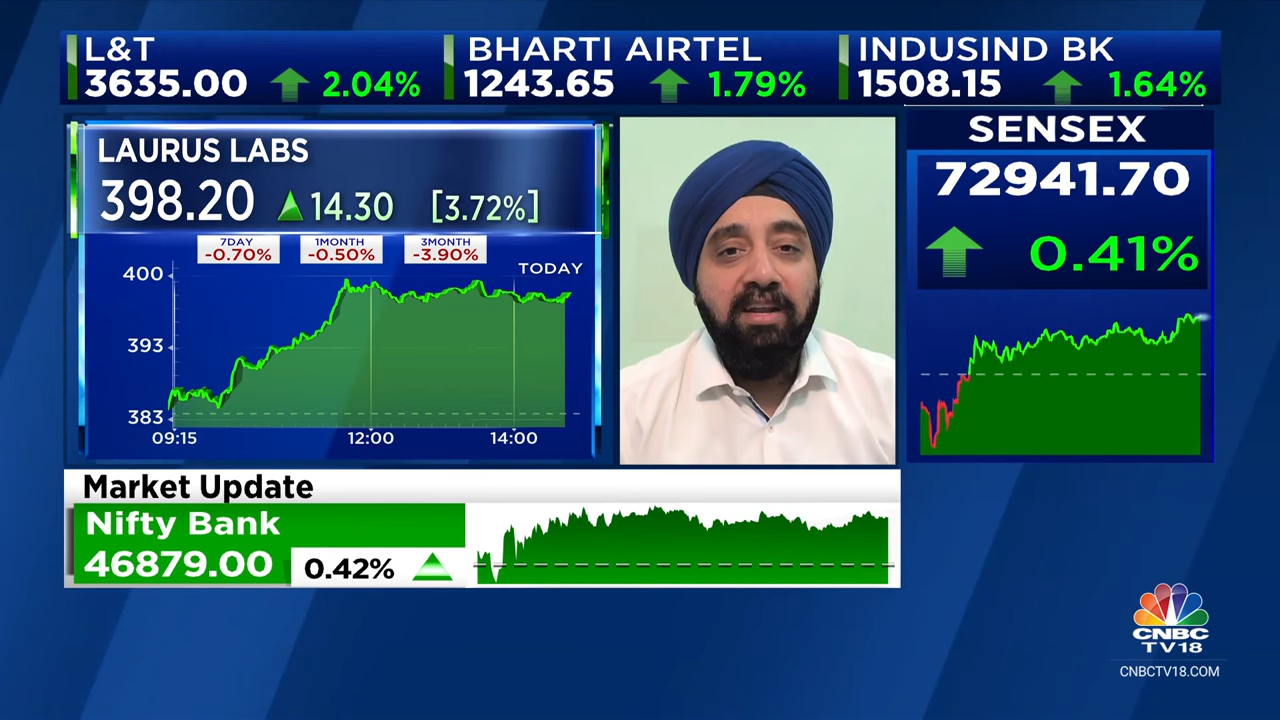 L&T
3635.00 2.04%
BHARTI AIRTEL
1243.65 1.79%
INDUSIND BK
1508.15 1.64%
LAURUS LABS
398.20 14.30 [3.72%]
7DAY
-0.70%
1MONTH
-0.50%
3MONTH
-3.90%
TODAY
400
393
383
09:15 12:00 14:00
SENSEX
72941.70
0.41%
Market Update
Nifty Bank
46879.00 0.42%
CNBC
TV18
CNBCTV18.COM